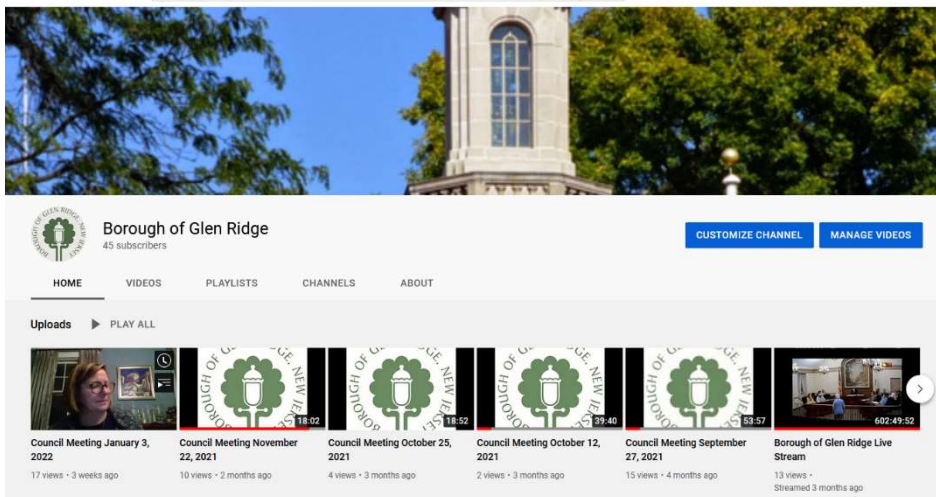 BOROUGH OF GLEN RIDGE, NEW JERSEY
Borough of Glen Ridge
45 subscribers
CUSTOMIZE CHANNEL
MANAGE VIDEOS
HOME
VIDEOS
PLAYLISTS
CHANNELS
ABOUT
Uploads
PLAY ALL
18:02
18:52
39:40
53:57
602:49:52
Council Meeting January 3,
2022
17 views • 3 weeks ago
Council Meeting November
22, 2021
10 views • 2 months ago
Council Meeting October 25,
2021
4 views • 3 months ago
Council Meeting October 12,
2021
2 views • 3 months ago
Council Meeting September
27, 2021
15 views • 4 months ago
Borough of Glen Ridge Live
Stream
13 views •
Streamed 3 months ago